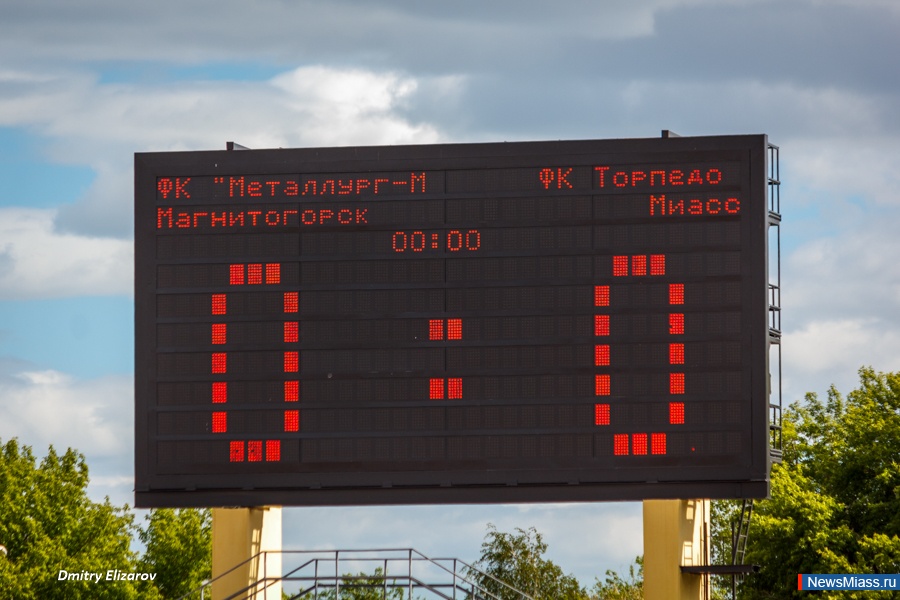 ФК "Металлург-М
Магнитогорск
ФК Торпедо
Миасс
00:00
0 : 0
Dmitry Elizarov
NewsMiass.ru